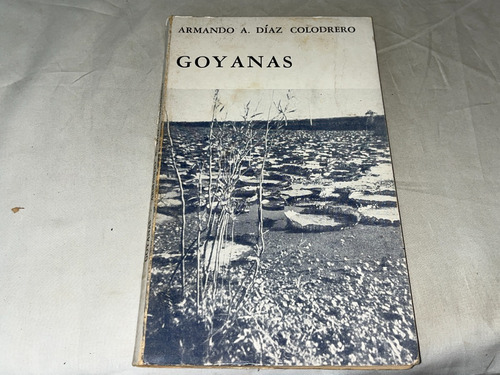 ARMANDO A. DÍAZ COLODRERO
GOYANAS